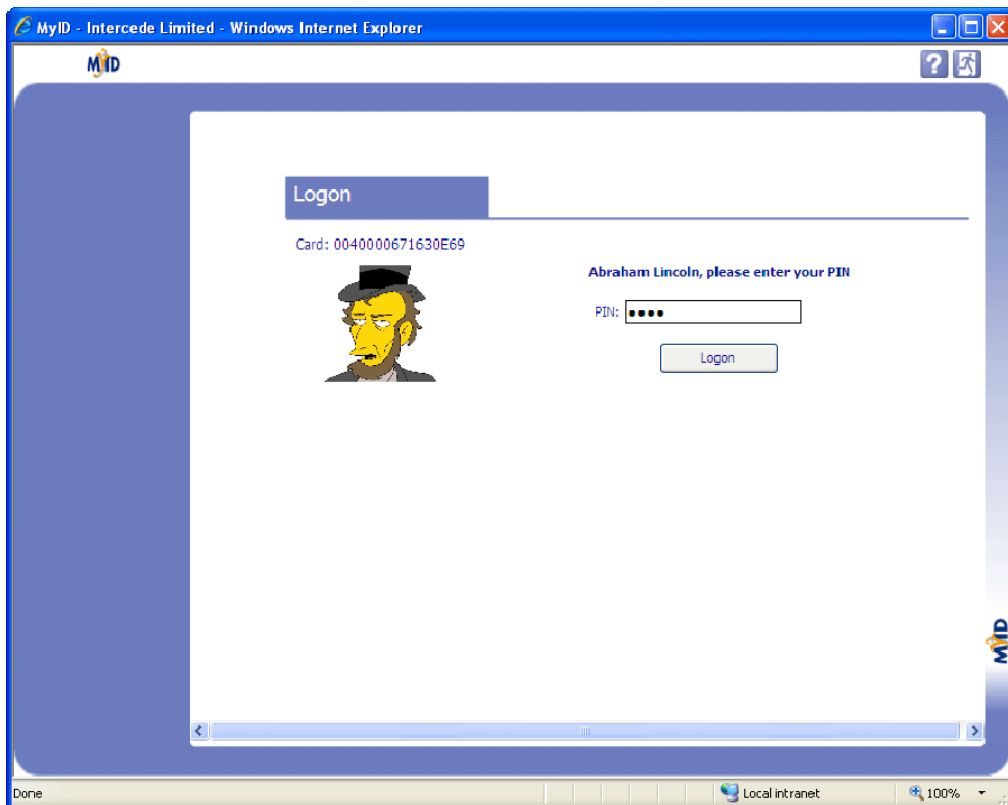 MyID - Intercede Limited - Windows Internet Explorer
MyID
?
Logon
Card: 0040000671630E69
Abraham Lincoln, please enter your PIN
PIN: ●●●●
Logon
MyID
Done
Local intranet
100%